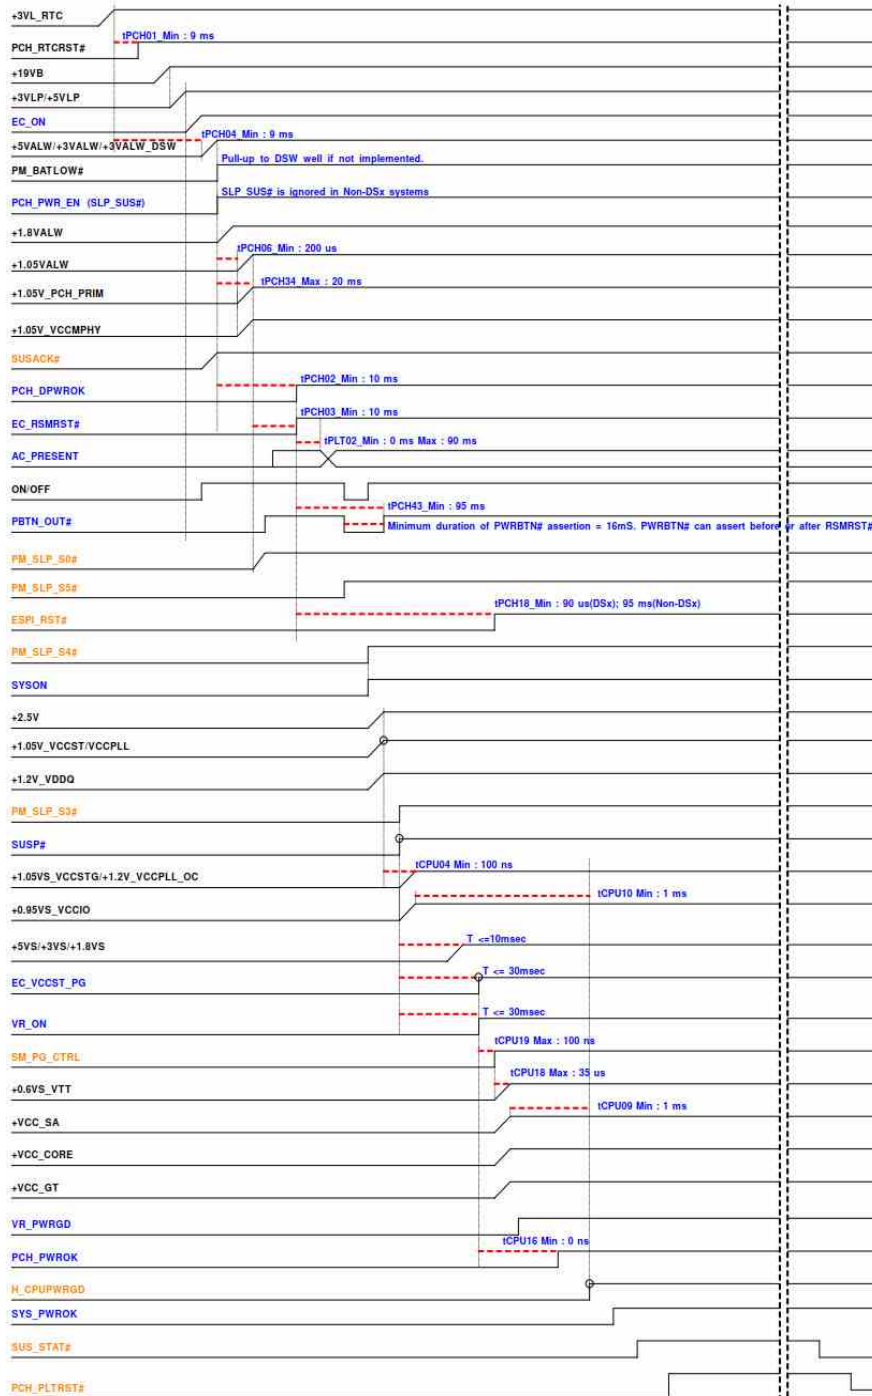 +3VL_RTC
tPCH01_Min : 9 ms
PCH_RTCRST#
+19VB
+3VLP/+5VLP
EC_ON
tPCH04_Min : 9 ms
+5VALW/+3VALW/+3VALW_DSW
Pull-up to DSW well if not implemented.
PM_BATLOW#
SLP_SUS# is ignored in Non-DSx systems
PCH_PWR_EN (SLP_SUS#)
+1.8VALW
tPCH06_Min : 200 us
+1.05VALW
tPCH34_Max : 20 ms
+1.05V_PCH_PRIM
+1.05V_VCCMPHY
SUSACK#
tPCH02_Min : 10 ms
PCH_DPWROK
tPCH03_Min : 10 ms
EC_RSMRST#
tPLT02_Min : 0 ms Max : 90 ms
AC_PRESENT
ON/OFF
tPCH43_Min : 95 ms
PBTN_OUT#
Minimum duration of PWRBTN# assertion = 16mS. PWRBTN# can assert before or after RSMRST#
PM_SLP_S0#
PM_SLP_S5#
tPCH18_Min : 90 us(DSx); 95 ms(Non-DSx)
ESPI_RST#
PM_SLP_S4#
SYSON
+2.5V
+1.05V_VCCST/VCCPLL
+1.2V_VDDQ
PM_SLP_S3#
SUSP#
tCPU04 Min : 100 ns
+1.05VS_VCCSTG/+1.2V_VCCPLL_OC
tCPU10 Min : 1 ms
+0.95VS_VCCIO
T <=10msec
+5VS/+3VS/+1.8VS
T <= 30msec
EC_VCCST_PG
T <= 30msec
VR_ON
tCPU19 Max : 100 ns
SM_PG_CTRL
tCPU18 Max : 35 us
+0.6VS_VTT
tCPU09 Min : 1 ms
+VCC_SA
+VCC_CORE
+VCC_GT
VR_PWRGD
tCPU16 Min : 0 ns
PCH_PWROK
H_CPUPWRGD
SYS_PWROK
SUS_STAT#
PCH_PLTRST#